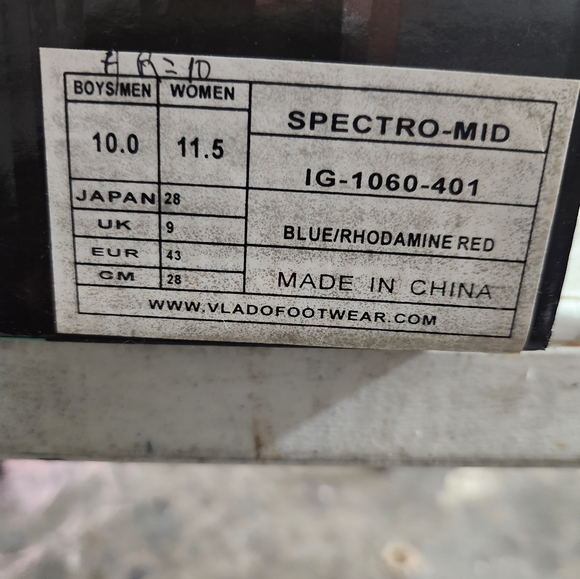 R = 10
BOYS/MEN WOMEN
10.0 11.5
JAPAN 28
UK 9
EUR 43
CM 28
SPECTRO-MID
IG-1060-401
BLUE/RHODAMINE RED
MADE IN CHINA
WWW.VLADOFOOTWEAR.COM